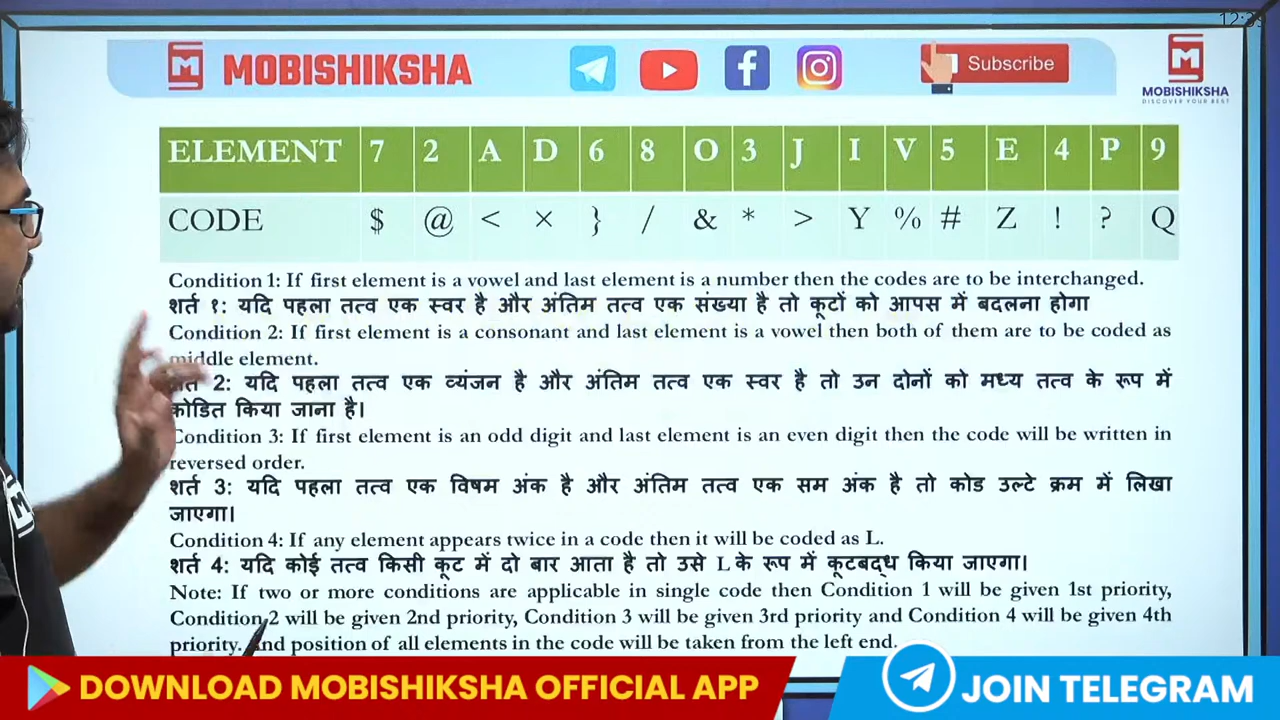 12:3
MOBISHIKSHA
Subscribe
MOBISHIKSHA
DISCOVER YOUR BEST
ELEMENT 7 2 A D 6 8 O 3 J I V 5 E 4 P 9
CODE $ @ < × } / & * > Y % # Z ! ? Q
Condition 1: If first element is a vowel and last element is a number then the codes are to be interchanged.
शर्त १: यदि पहला तत्व एक स्वर है और अंतिम तत्व एक संख्या है तो कूटों को आपस में बदलना होगा
Condition 2: If first element is a consonant and last element is a vowel then both of them are to be coded as
middle element.
शर्त 2: यदि पहला तत्व एक व्यंजन है और अंतिम तत्व एक स्वर है तो उन दोनों को मध्य तत्व के रूप में
कोडित किया जाना है।
Condition 3: If first element is an odd digit and last element is an even digit then the code will be written in
reversed order.
शर्त 3: यदि पहला तत्व एक विषम अंक है और अंतिम तत्व एक सम अंक है तो कोड उल्टे क्रम में लिखा
जाएगा।
Condition 4: If any element appears twice in a code then it will be coded as L.
शर्त 4: यदि कोई तत्व किसी कूट में दो बार आता है तो उसे L के रूप में कूटबद्ध किया जाएगा।
Note: If two or more conditions are applicable in single code then Condition 1 will be given 1st priority,
Condition 2 will be given 2nd priority, Condition 3 will be given 3rd priority and Condition 4 will be given 4th
priority. And position of all elements in the code will be taken from the left end.
DOWNLOAD MOBISHIKSHA OFFICIAL APP
JOIN TELEGRAM